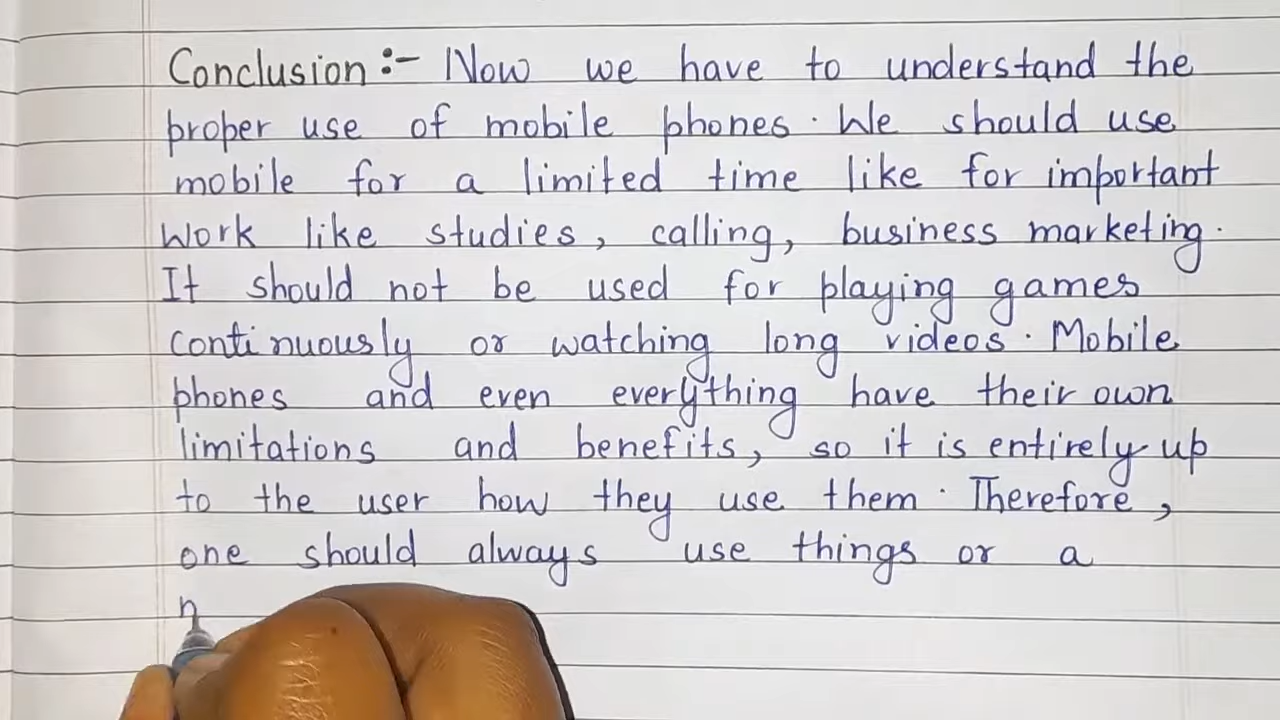 Conclusion :- Now we have to understand the
proper use of mobile phones. We should use
mobile for a limited time like for important
work like studies, calling, business marketing.
It should not be used for playing games
continuously or watching long videos. Mobile
phones and even everything have their own
limitations and benefits, so it is entirely up
to the user how they use them. Therefore,
one should always use things or a